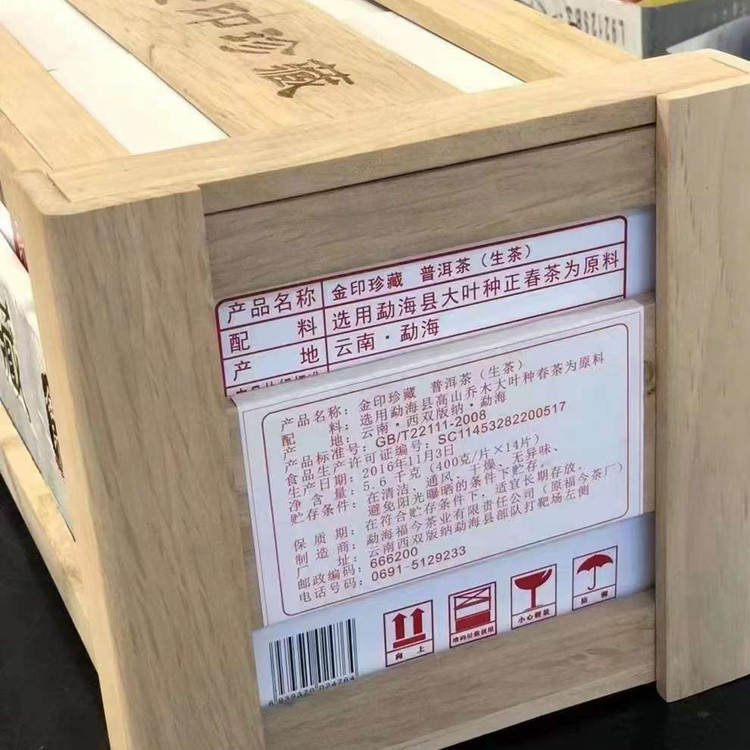 印珍藏
L92126B3
产品名称 金印珍藏 普洱茶（生茶）
配 料 选用勐海县大叶种正春茶为原料
产 地 云南·勐海
产品名称: 金印珍藏 普洱茶（生茶）
配 料: 选用勐海县高山乔木大叶种春茶为原料
产 地: 云南·西双版纳·勐海
产品标准号: GB/T22111-2008
食品生产许可证编号: SC11453282200517
生产日期: 2016年11月3日
净 含 量: 5.6 千克（400克/片×14片）
贮存条件: 在清洁、通风、干燥、无异味、
避免阳光曝晒的条件下贮存。
保 质 期: 在符合贮存条件下，适宜长期存放。
制 造 商: 勐海福今茶业有限责任公司（原福今茶厂）
厂 址: 云南西双版纳勐海县部队打靶场左侧
邮政编码: 666200
电话号码: 0691-5129233
向 上
堆码层数极限
小心轻放
6939320024764